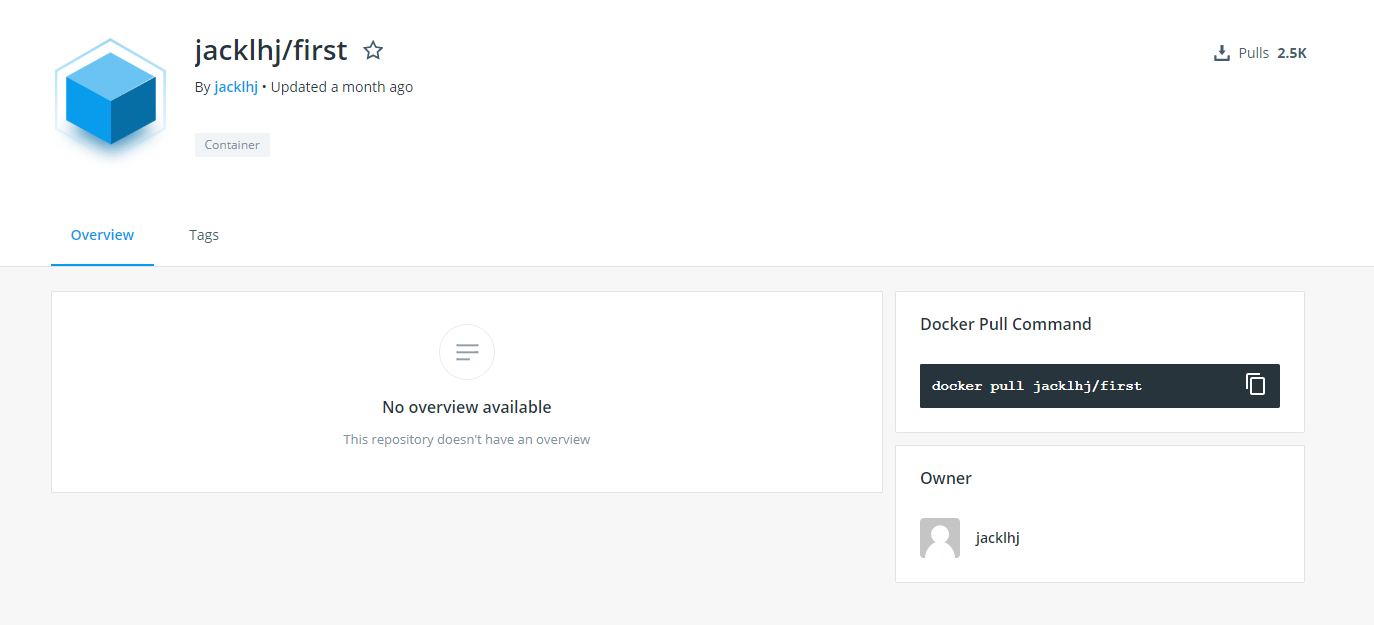 jacklhj/first
Pulls 2.5K
By jacklhj • Updated a month ago
Container
Overview
Tags
No overview available
This repository doesn't have an overview
Docker Pull Command
docker pull jacklhj/first
Owner
jacklhj